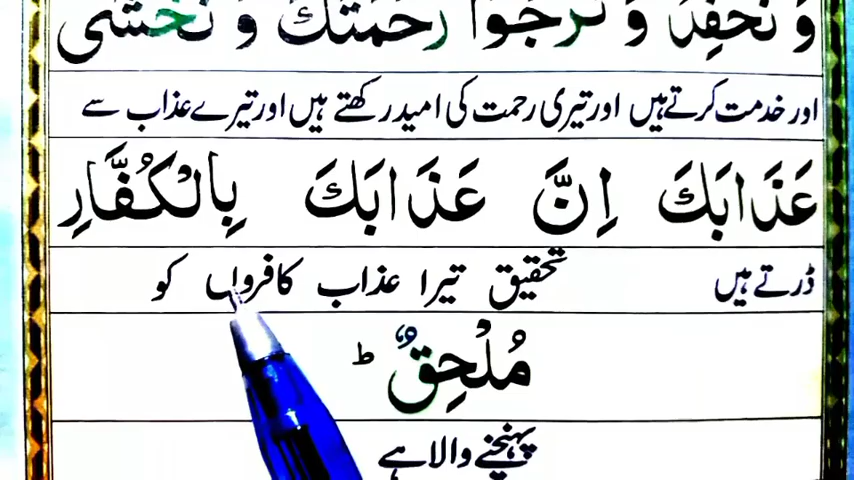 وَ نَحْفِدُ وَ نَرْجُوْا رَحْمَتَكَ وَ نَخْشٰى
اور خدمت کرتے ہیں اور تیری رحمت کی امید رکھتے ہیں اور تیرے عذاب سے
عَذَابَكَ اِنَّ عَذَابَكَ بِالْكُفَّارِ
ڈرتے ہیں تحقیق تیرا عذاب کافروں کو
مُلْحِقٌ ؕ
پہنچنے والا ہے